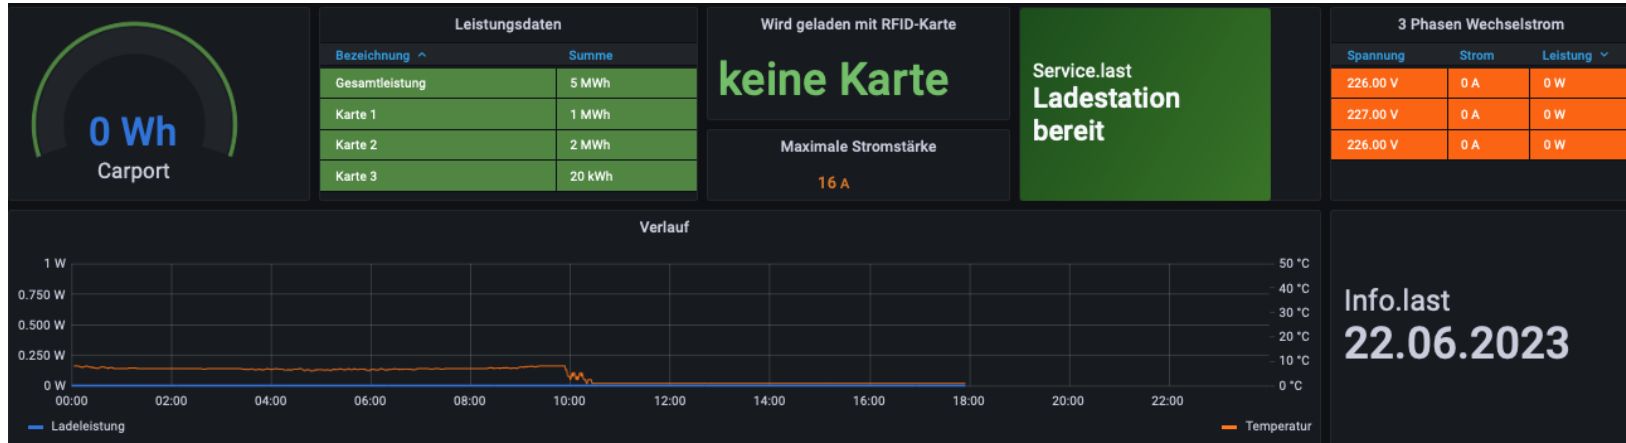 0 Wh
Carport
Leistungsdaten
Bezeichnung Summe
Gesamtleistung 5 MWh
Karte 1 1 MWh
Karte 2 2 MWh
Karte 3 20 kWh
Wird geladen mit RFID-Karte
keine Karte
Maximale Stromstärke
16 A
Service.last
Ladestation
bereit
3 Phasen Wechselstrom
Spannung Strom Leistung
226.00 V 0 A 0 W
227.00 V 0 A 0 W
226.00 V 0 A 0 W
Verlauf
1 W 50 °C
0.750 W 40 °C
0.500 W 30 °C
20 °C
0.250 W 10 °C
0 W 0 °C
00:00 02:00 04:00 06:00 08:00 10:00 12:00 14:00 16:00 18:00 20:00 22:00
Ladeleistung Temperatur
Info.last
22.06.2023